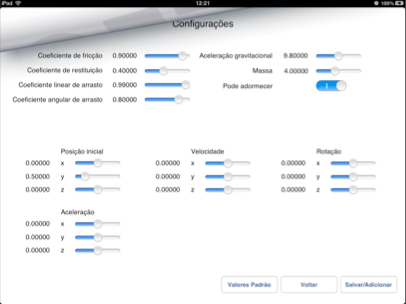 iPad 12:21
Configurações
Coeficiente de fricção 0.90000 Aceleração gravitacional 9.80000
Coeficiente de restituição 0.40000 Massa 4.00000
Coeficiente linear de arrasto 0.99000 Pode adormecer
Coeficiente angular de arrasto 0.80000
Posição inicial Velocidade Rotação
0.00000 x 0.00000 x 0.00000 x
0.50000 y 0.00000 y 0.00000 y
0.00000 z 0.00000 z 0.00000 z
Aceleração
0.00000 x
0.00000 y
0.00000 z
Valores Padrão Voltar Salvar/Adicionar